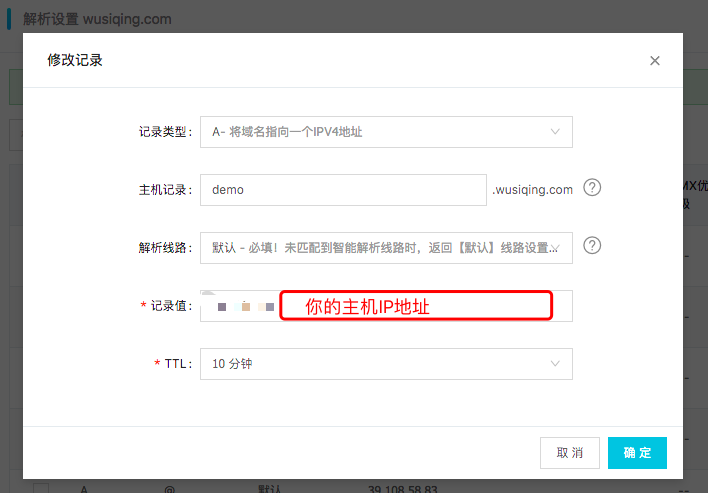 解析设置 wusiqing.com
修改记录
记录类型： A- 将域名指向一个IPV4地址
主机记录： demo .wusiqing.com ?
解析线路： 默认 - 必填！未匹配到智能解析线路时，返回【默认】线路设置... ?
MX优
级
* 记录值： 你的主机IP地址
* TTL： 10 分钟
取 消 确 定
A @ 默认 39.108.58.83 --